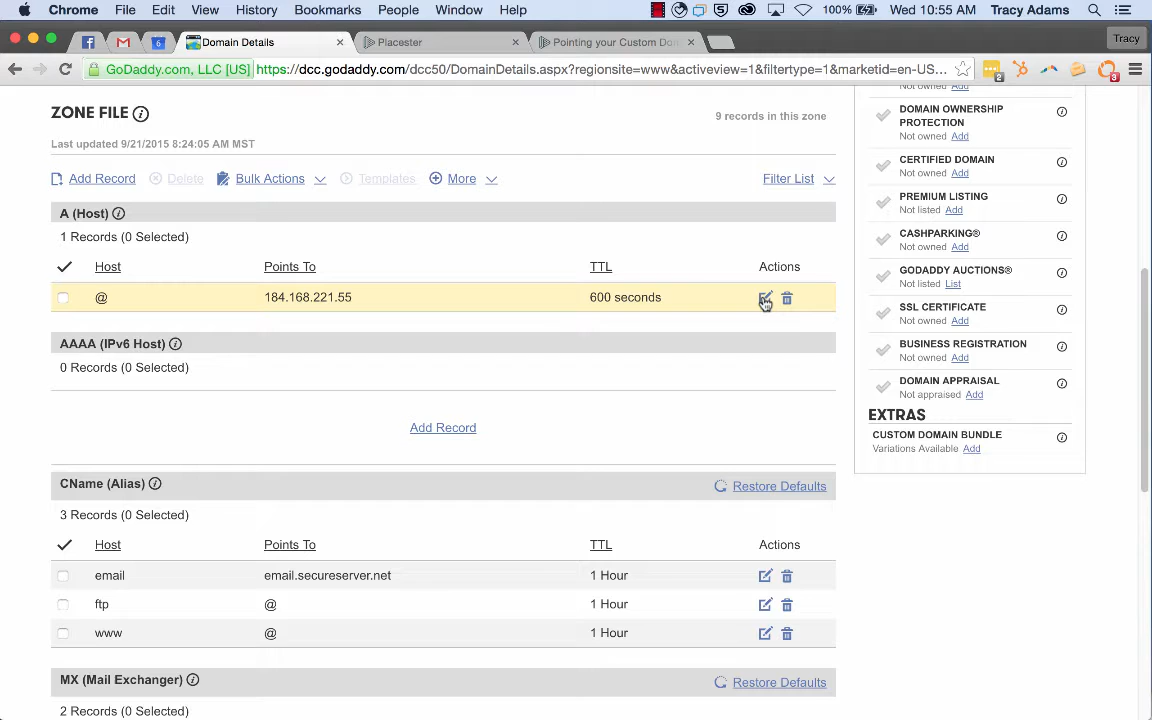 Chrome File Edit View History Bookmarks People Window Help 100% Wed 10:55 AM Tracy Adams
6 Domain Details Placester Pointing your Custom Do Tracy
GoDaddy.com, LLC [US] https://dcc.godaddy.com/dcc50/DomainDetails.aspx?regionsite=www&activeview=1&filtertype=1&marketid=en-US... 2 3
ZONE FILE
9 records in this zone
Last updated 9/21/2015 8:24:05 AM MST
Add Record Delete Bulk Actions Templates More Filter List
A (Host)
1 Records (0 Selected)
Host Points To TTL Actions
@ 184.168.221.55 600 seconds
AAAA (IPv6 Host)
0 Records (0 Selected)
Add Record
CName (Alias) Restore Defaults
3 Records (0 Selected)
Host Points To TTL Actions
email email.secureserver.net 1 Hour
ftp @ 1 Hour
www @ 1 Hour
MX (Mail Exchanger) Restore Defaults
2 Records (0 Selected)
Not owned Add
DOMAIN OWNERSHIP
PROTECTION
Not owned Add
CERTIFIED DOMAIN
Not owned Add
PREMIUM LISTING
Not listed Add
CASHPARKING®
Not owned Add
GODADDY AUCTIONS®
Not listed List
SSL CERTIFICATE
Not owned Add
BUSINESS REGISTRATION
Not owned Add
DOMAIN APPRAISAL
Not appraised Add
EXTRAS
CUSTOM DOMAIN BUNDLE
Variations Available Add